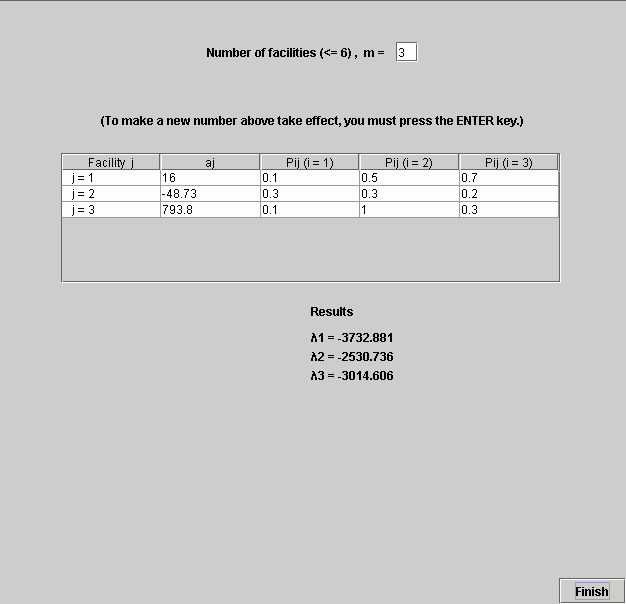 Number of facilities (<= 6) , m = 3
(To make a new number above take effect, you must press the ENTER key.)
Facility j aj Pij (i = 1) Pij (i = 2) Pij (i = 3)
j = 1 16 0.1 0.5 0.7
j = 2 -48.73 0.3 0.3 0.2
j = 3 793.8 0.1 1 0.3
Results
λ1 = -3732.881
λ2 = -2530.736
λ3 = -3014.606
Finish